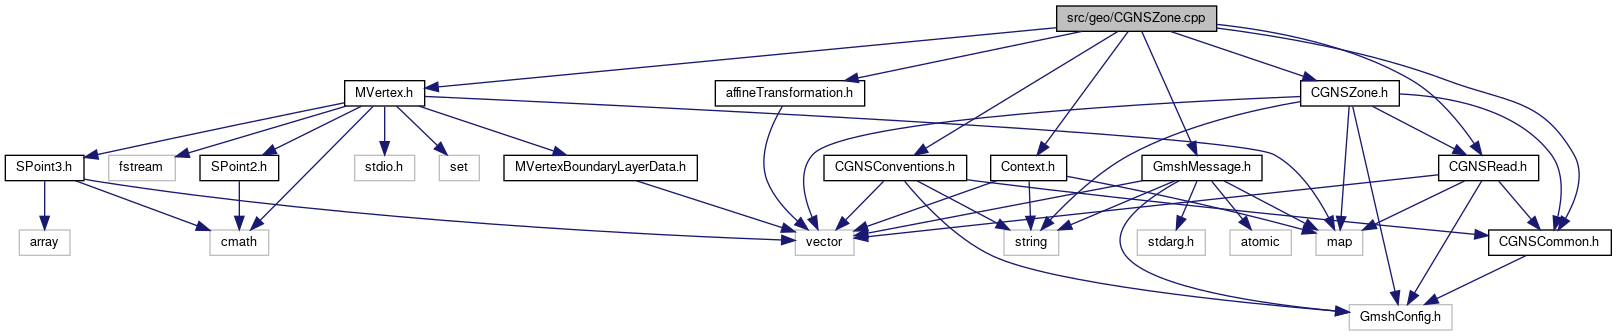 src/geo/CGNSZone.cpp
MVertex.h
affineTransformation.h
CGNSZone.h
SPoint3.h
fstream
SPoint2.h
stdio.h
set
MVertexBoundaryLayerData.h
CGNSConventions.h
Context.h
GmshMessage.h
CGNSRead.h
array
cmath
vector
string
stdarg.h
atomic
map
CGNSCommon.h
GmshConfig.h